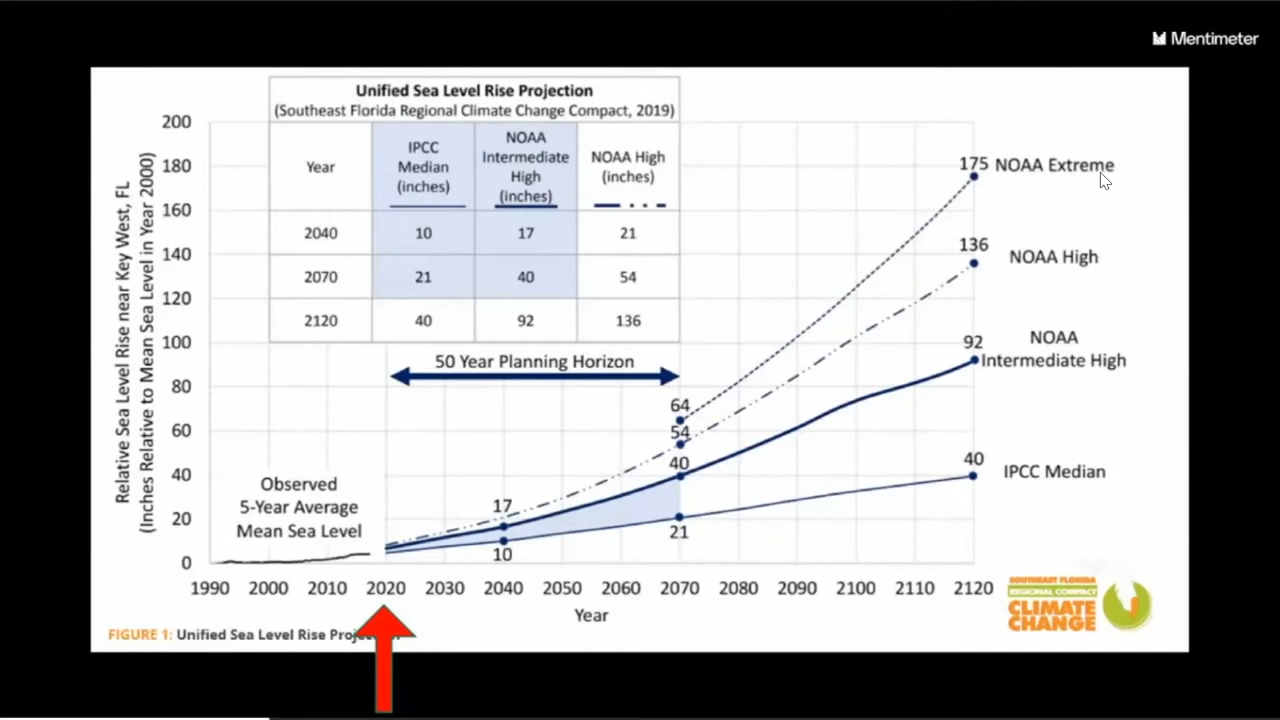 Mentimeter
Unified Sea Level Rise Projection
(Southeast Florida Regional Climate Change Compact, 2019)
Year
IPCC
Median
(inches)
NOAA
Intermediate
High
(inches)
NOAA High
(inches)
2040 10 17 21
2070 21 40 54
2120 40 92 136
Relative Sea Level Rise near Key West, FL
(Inches Relative to Mean Sea Level in Year 2000)
200
180
160
140
120
100
80
60
40
20
0
50 Year Planning Horizon
175 NOAA Extreme
136
NOAA High
92
NOAA
Intermediate High
40
IPCC Median
64
54
40
21
17
10
Observed
5-Year Average
Mean Sea Level
1990 2000 2010 2020 2030 2040 2050 2060 2070 2080 2090 2100 2110 2120
Year
FIGURE 1: Unified Sea Level Rise
SOUTHEAST FLORIDA
REGIONAL COMPACT
CLIMATE
CHANGE